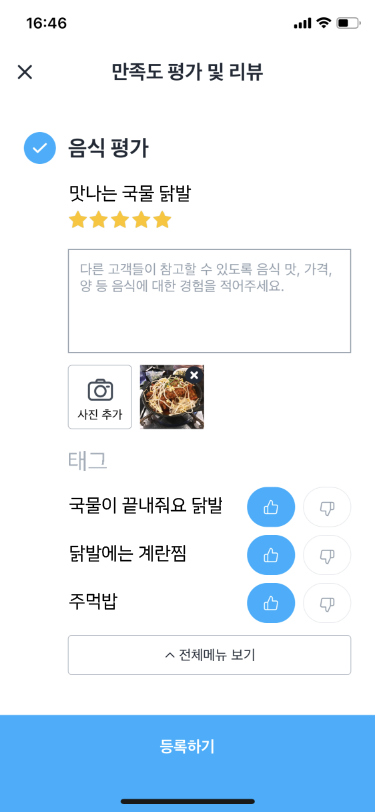 16:46
만족도 평가 및 리뷰
음식 평가
맛나는 국물 닭발
다른 고객들이 참고할 수 있도록 음식 맛, 가격,
양 등 음식에 대한 경험을 적어주세요.
사진 추가
태그
국물이 끝내줘요 닭발
닭발에는 계란찜
주먹밥
전체메뉴 보기
등록하기